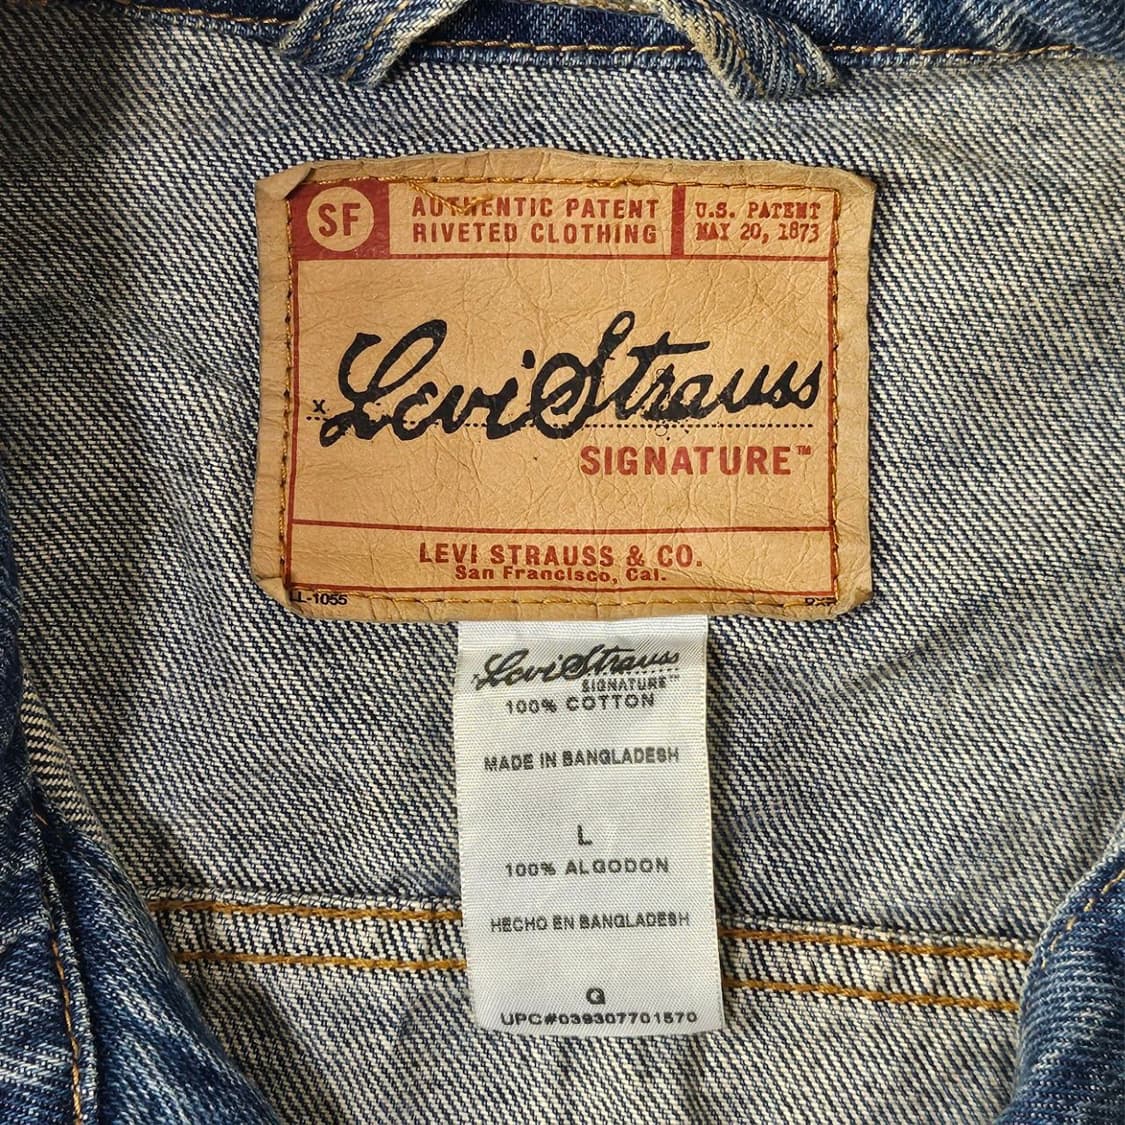 SF
AUTHENTIC PATENT
RIVETED CLOTHING
U.S. PATENT
MAY 20, 1873
x Levi Strauss
SIGNATURE™
LEVI STRAUSS & CO.
San Francisco, Cal.
LL-1055
Levi Strauss
SIGNATURE™
100% COTTON
MADE IN BANGLADESH
L
100% ALGODON
HECHO EN BANGLADESH
G
UPC#039307701570